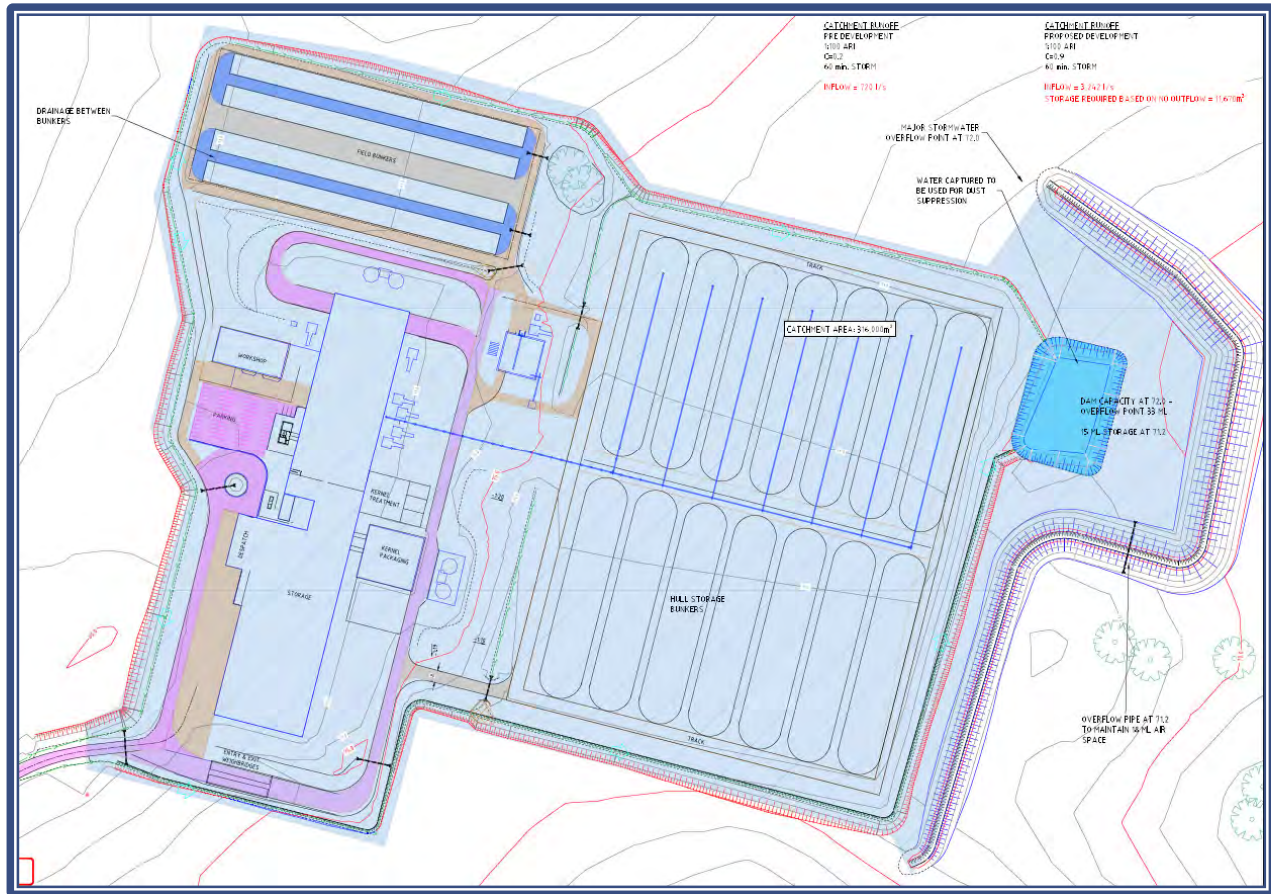 CATCHMENT RUNOFF
PRE DEVELOPMENT
1:100 ARI
C=0.2
60 min. STORM
INFLOW = 720 l/s
CATCHMENT RUNOFF
PROPOSED DEVELOPMENT
1:100 ARI
C=0.9
60 min. STORM
INFLOW = 3,242 l/s
STORAGE REQUIRED BASED ON NO OUTFLOW = 11,670m³
DRAINAGE BETWEEN
BUNKERS
MAJOR STORMWATER
OVERFLOW POINT AT 72.0
FIELD BUNKERS
WATER CAPTURED TO
BE USED FOR DUST
SUPPRESSION
TRACK
CATCHMENT AREA: 316,000m²
WORKSHOP
PARKING
DAM CAPACITY AT 72.0 -
OVERFLOW POINT 33 ML
15 ML STORAGE AT 71.2
KERNEL
TREATMENT
DESPATCH
KERNEL
PACKAGING
STORAGE
HULL STORAGE
BUNKERS
OVERFLOW PIPE AT 71.2
TO MAINTAIN 18 ML AIR
SPACE
TRACK
ENTRY & EXIT
WEIGHBRIDGES